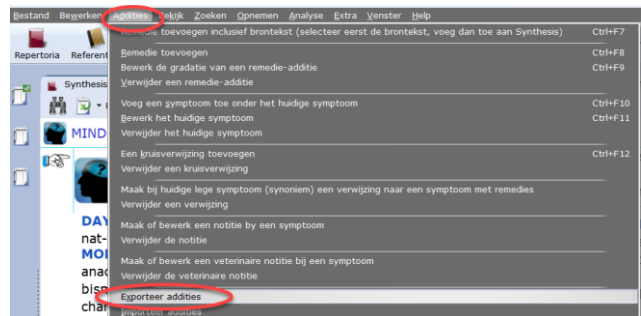 Bestand Bewerken Addities Bekijk Zoeken Opnemen Analyse Extra Venster Help
Remedie toevoegen inclusief brontekst (selecteer eerst de brontekst, voeg dan toe aan Synthesis) Ctrl+F7
Repertoria Referent
Remedie toevoegen Ctrl+F8
Bewerk de gradatie van een remedie-additie Ctrl+F9
Verwijder een remedie-additie
Synthesis
Voeg een symptoom toe onder het huidige symptoom Ctrl+F10
Bewerk het huidige symptoom Ctrl+F11
Verwijder het huidige symptoom
MIND
Een kruisverwijzing toevoegen Ctrl+F12
Verwijder een kruisverwijzing
Maak bij huidige lege symptoom (synoniem) een verwijzing naar een symptoom met remedies
Verwijder een verwijzing
Maak of bewerk een notitie by een symptoom
Verwijder de notitie
Maak of bewerk een veterinaire notitie bij een symptoom
Verwijder de veterinaire notitie
Exporteer addities
Importeer addities
DAY
nat-
MO
anac
bism
char